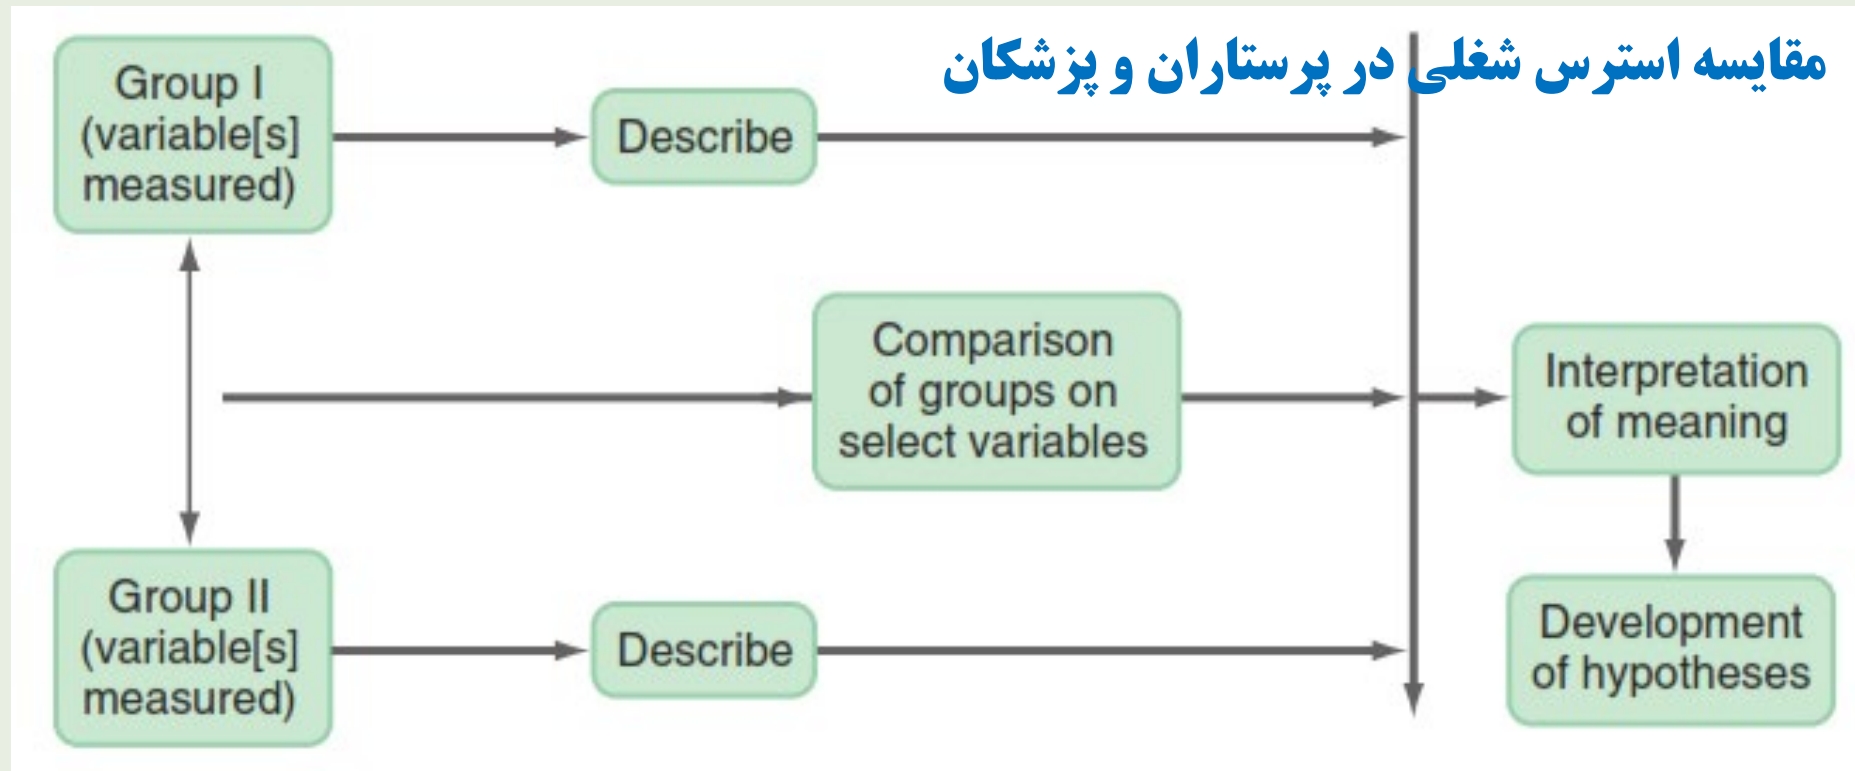 مقایسه استرس شغلی در پرستاران و پزشکان
Group I
(variable[s]
measured)
Describe
Comparison
of groups on
select variables
Interpretation
of meaning
Group II
(variable[s]
measured)
Describe
Development
of hypotheses